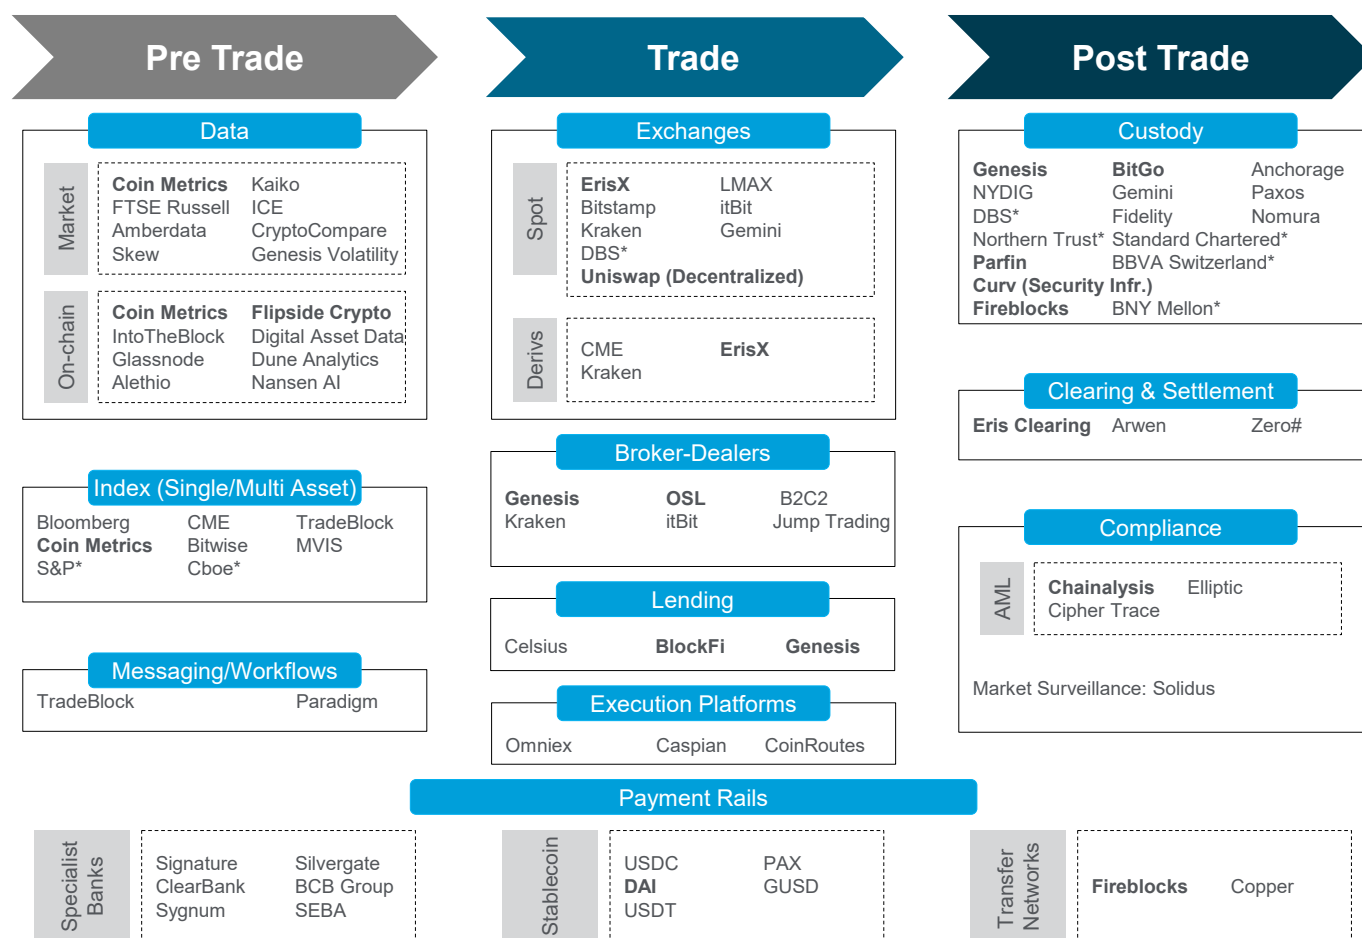 Pre Trade
Trade
Post Trade
Data
Market
Coin Metrics Kaiko
FTSE Russell ICE
Amberdata CryptoCompare
Skew Genesis Volatility
On-chain
Coin Metrics Flipside Crypto
IntoTheBlock Digital Asset Data
Glassnode Dune Analytics
Alethio Nansen AI
Index (Single/Multi Asset)
Bloomberg CME TradeBlock
Coin Metrics Bitwise MVIS
S&P* Cboe*
Messaging/Workflows
TradeBlock Paradigm
Exchanges
Spot
ErisX LMAX
Bitstamp itBit
Kraken Gemini
DBS*
Uniswap (Decentralized)
Derivs
CME ErisX
Kraken
Broker-Dealers
Genesis OSL B2C2
Kraken itBit Jump Trading
Lending
Celsius BlockFi Genesis
Execution Platforms
Omniex Caspian CoinRoutes
Custody
Genesis BitGo Anchorage
NYDIG Gemini Paxos
DBS* Fidelity Nomura
Northern Trust* Standard Chartered*
Parfin BBVA Switzerland*
Curv (Security Infr.)
Fireblocks BNY Mellon*
Clearing & Settlement
Eris Clearing Arwen Zero#
Compliance
AML
Chainalysis Elliptic
Cipher Trace
Market Surveillance: Solidus
Payment Rails
Specialist
Banks
Signature Silvergate
ClearBank BCB Group
Sygnum SEBA
Stablecoin
USDC PAX
DAI GUSD
USDT
Transfer
Networks
Fireblocks Copper